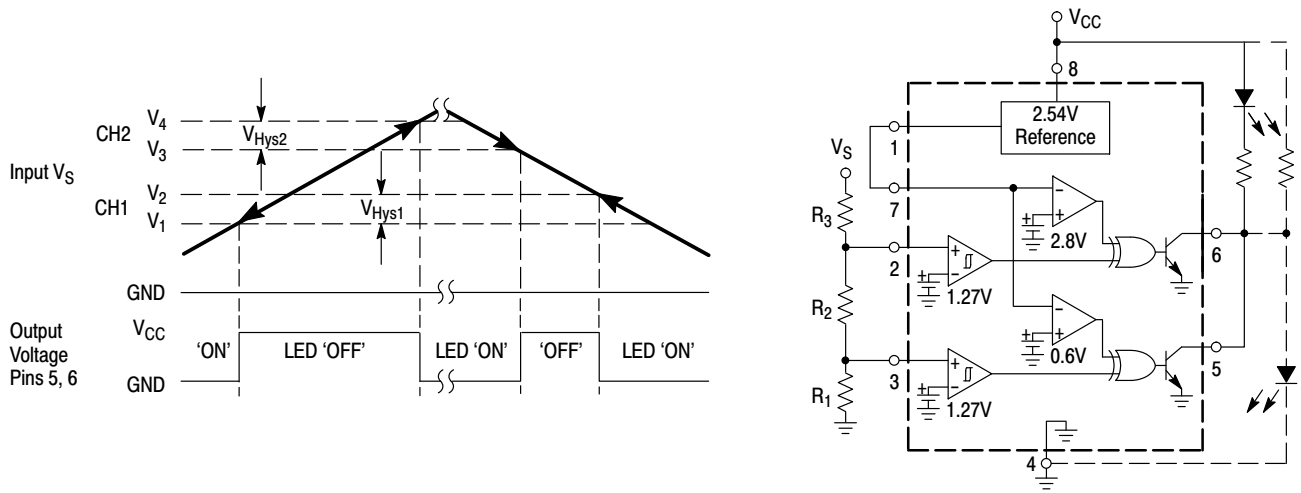 Input VS
CH2
V4
V3
VHys2
CH1
V2
V1
VHys1
GND
Output
Voltage
Pins 5, 6
VCC
GND
'ON'
LED 'OFF'
LED 'ON'
'OFF'
LED 'ON'
VCC
8
2.54V
Reference
1
VS
7
R3
+
-
+
2.8V
6
2
+
-
+
1.27V
R2
+
-
+
0.6V
5
3
+
-
+
1.27V
R1
4